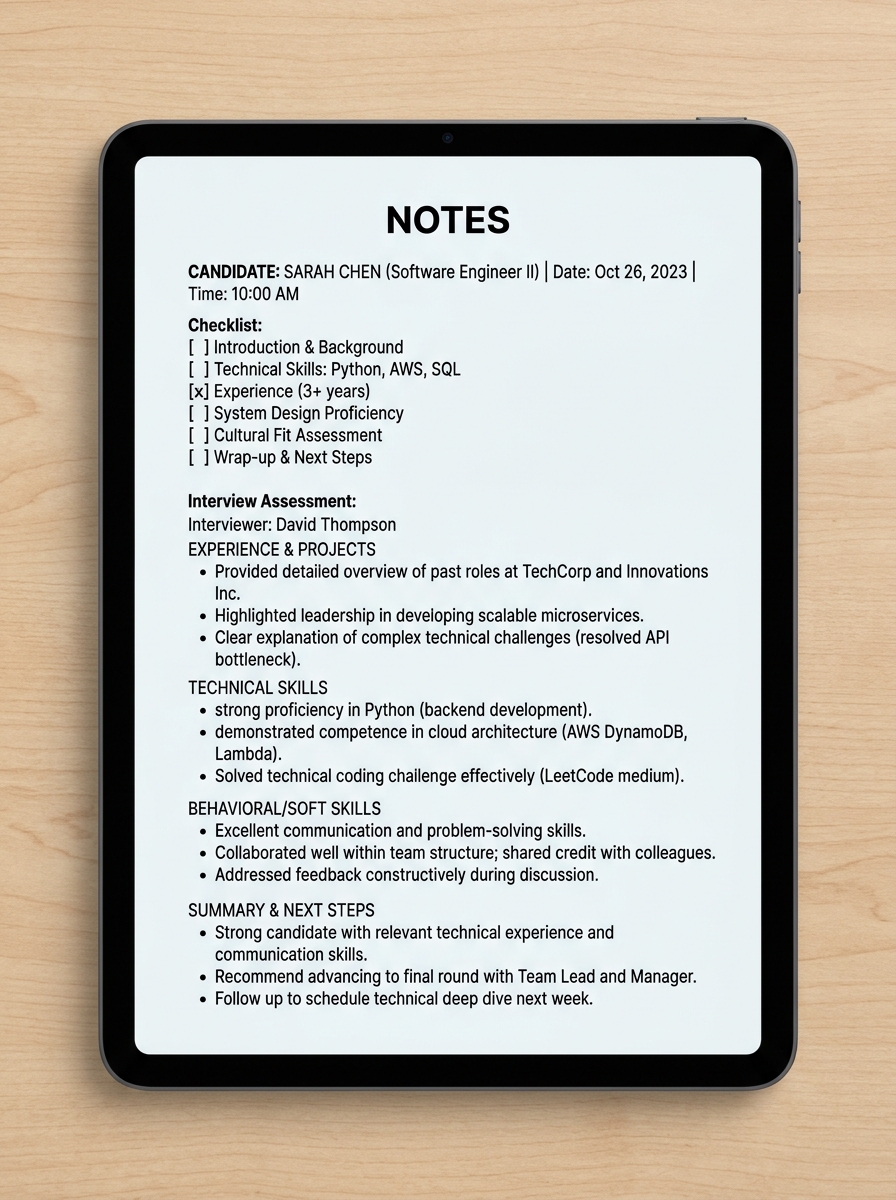 NOTES
CANDIDATE: SARAH CHEN (Software Engineer II) | Date: Oct 26, 2023 |
Time: 10:00 AM
Checklist:
[ ] Introduction & Background
[ ] Technical Skills: Python, AWS, SQL
[x] Experience (3+ years)
[ ] System Design Proficiency
[ ] Cultural Fit Assessment
[ ] Wrap-up & Next Steps
Interview Assessment:
Interviewer: David Thompson
EXPERIENCE & PROJECTS
• Provided detailed overview of past roles at TechCorp and Innovations
Inc.
• Highlighted leadership in developing scalable microservices.
• Clear explanation of complex technical challenges (resolved API
bottleneck).
TECHNICAL SKILLS
• strong proficiency in Python (backend development).
• demonstrated competence in cloud architecture (AWS DynamoDB,
Lambda).
• Solved technical coding challenge effectively (LeetCode medium).
BEHAVIORAL/SOFT SKILLS
• Excellent communication and problem-solving skills.
• Collaborated well within team structure; shared credit with colleagues.
• Addressed feedback constructively during discussion.
SUMMARY & NEXT STEPS
• Strong candidate with relevant technical experience and
communication skills.
• Recommend advancing to final round with Team Lead and Manager.
• Follow up to schedule technical deep dive next week.